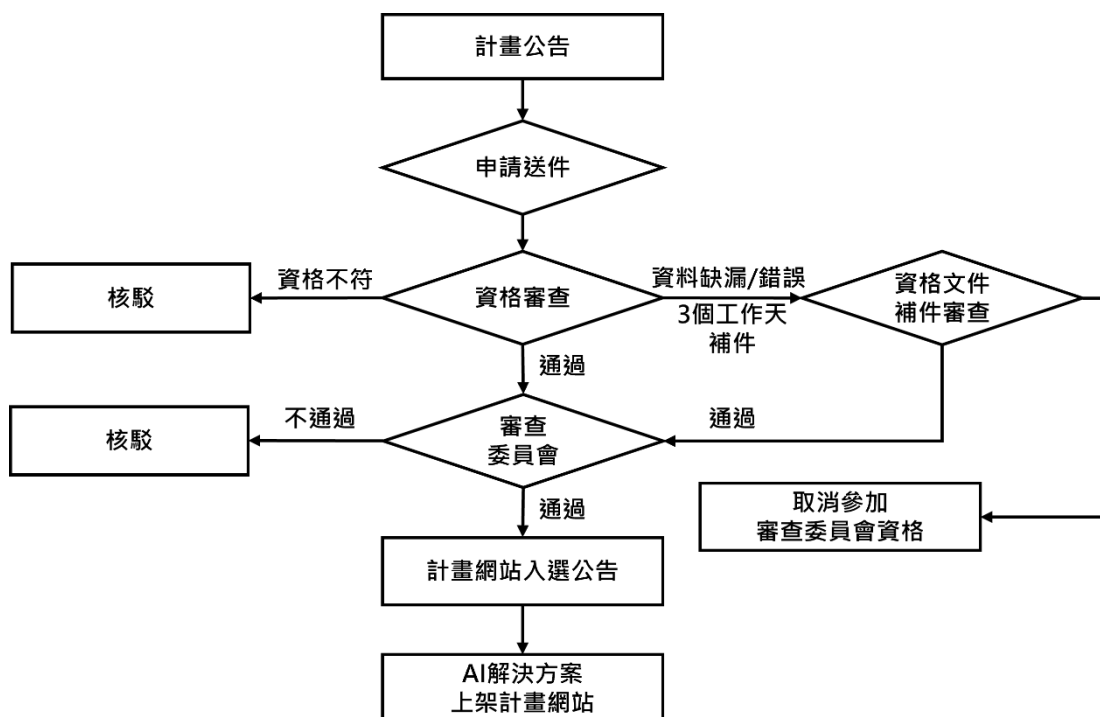 計畫公告
申請送件
資格不符
資料缺漏/錯誤
核駁
資格審查
3個工作天
補件
資格文件
補件審查
通過
核駁
不通過
審查
委員會
通過
通過
取消參加
審查委員會資格
計畫網站入選公告
AI解決方案
上架計畫網站